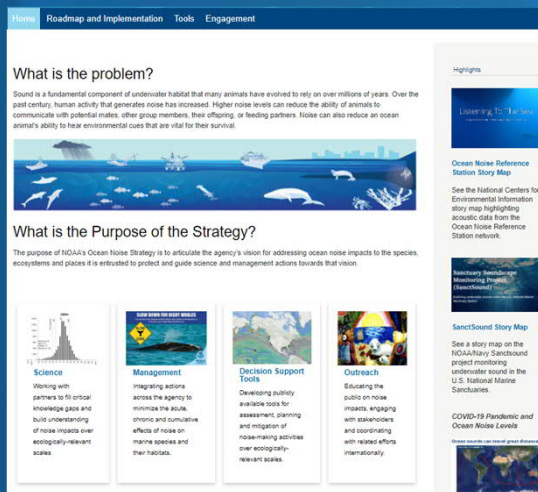 Home Roadmap and Implementation Tools Engagement
What is the problem?
Sound is a fundamental component of underwater habitat that many animals have evolved to rely on over millions of years. Over the
past century, human activity that generates noise has increased. Higher noise levels can reduce the ability of animals to
communicate with potential mates, other group members, their offspring, or feeding partners. Noise can also reduce an ocean
animal's ability to hear environmental cues that are vital for their survival.
What is the Purpose of the Strategy?
The purpose of NOAA's Ocean Noise Strategy is to articulate the agency's vision for addressing ocean noise impacts to the species,
ecosystems and places it is entrusted to protect and guide science and management actions towards that vision.
Science
Working with
partners to fill critical
knowledge gaps and
build understanding
of noise impacts over
ecologically-relevant
scales
SLOW DOWN FOR RIGHT WHALES
Management
Integrating actions
across the agency to
minimize the acute,
chronic and cumulative
effects of noise on
marine species and
their habitats.
Decision Support
Tools
Developing publicly
available tools for
assessment, planning
and mitigation of
noise-making activities
over ecologically-
relevant scales.
Outreach
Educating the
public on noise
impacts, engaging
with stakeholders
and coordinating
with related efforts
internationally.
Highlights
Listening To The Sea
Ocean Noise Reference
Station Story Map
See the National Centers for
Environmental Information
story map highlighting
acoustic data from the
Ocean Noise Reference
Station network.
Sanctuary Soundscape
Monitoring Project
(SanctSound)
SanctSound Story Map
See a story map on the
NOAA/Navy Sanctsound
project monitoring
underwater sound in the
U.S. National Marine
Sanctuaries.
COVID-19 Pandemic and
Ocean Noise Levels
Ocean sounds can travel great distances